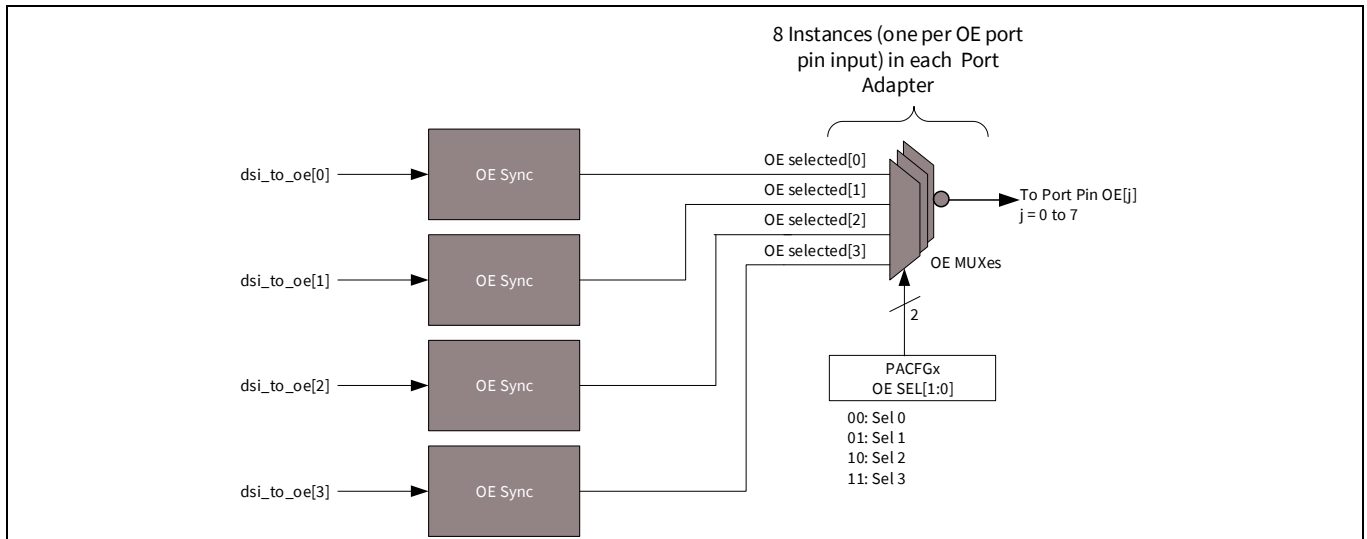 8 Instances (one per OE port
pin input) in each Port
Adapter
dsi_to_oe[0]
OE Sync
OE selected[0]
OE selected[1]
To Port Pin OE[j]
j = 0 to 7
OE selected[2]
OE selected[3]
OE MUXes
dsi_to_oe[1]
OE Sync
2
PACFGx
OE SEL[1:0]
dsi_to_oe[2]
OE Sync
00: Sel 0
01: Sel 1
10: Sel 2
11: Sel 3
dsi_to_oe[3]
OE Sync